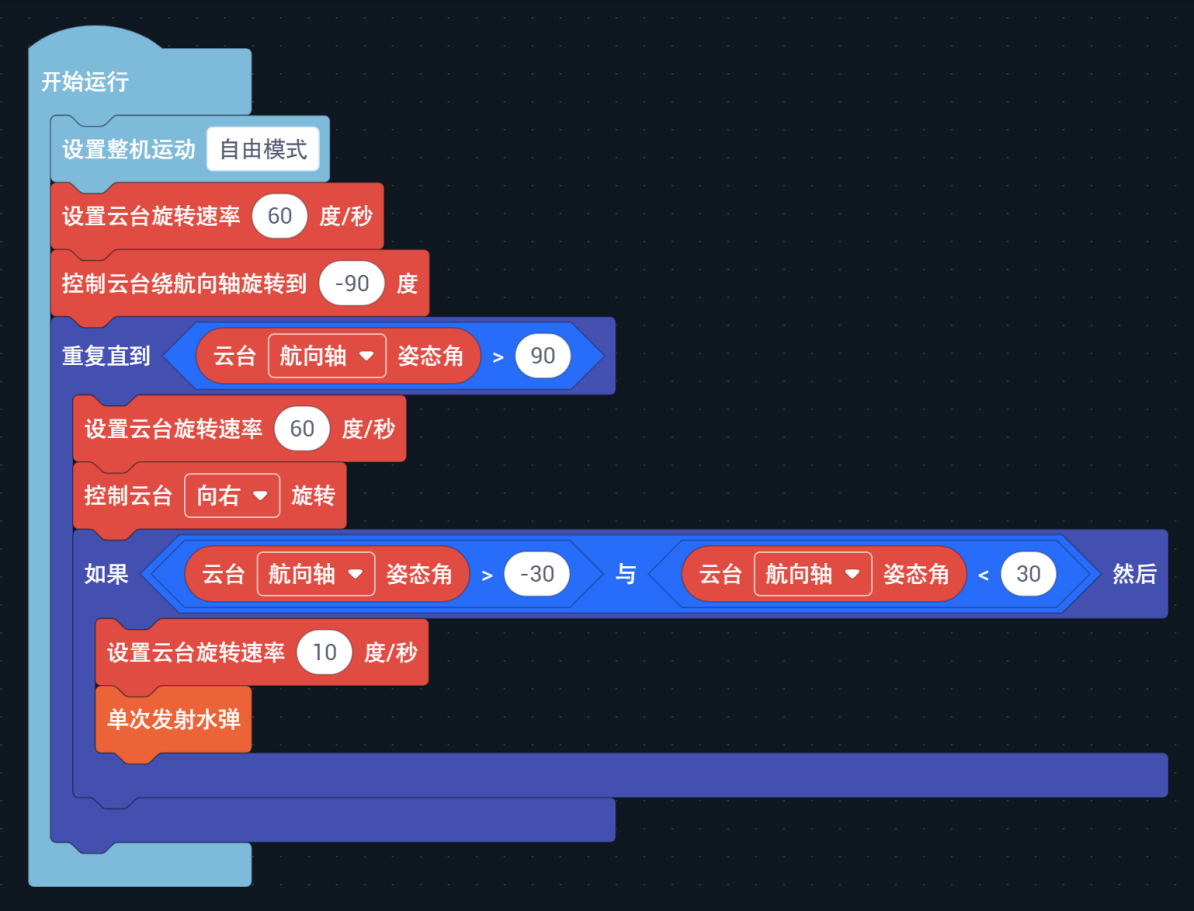 开始运行
设置整机运动 自由模式
设置云台旋转速率 60 度/秒
控制云台绕航向轴旋转到 -90 度
重复直到 云台 航向轴 姿态角 > 90
设置云台旋转速率 60 度/秒
控制云台 向右 旋转
如果 云台 航向轴 姿态角 > -30 与 云台 航向轴 姿态角 < 30 然后
设置云台旋转速率 10 度/秒
单次发射水弹